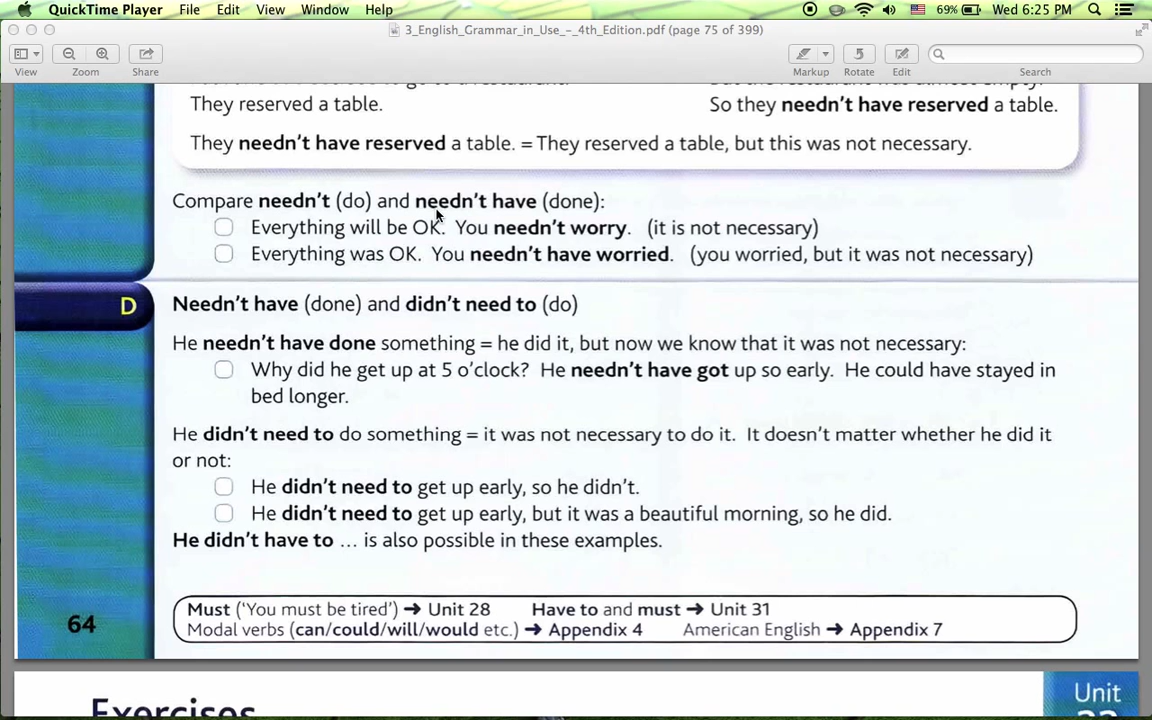 QuickTime Player File Edit View Window Help 69% Wed 6:25 PM
3_English_Grammar_in_Use_-_4th_Edition.pdf (page 75 of 399)
View Zoom Share Markup Rotate Edit Search
Search
They reserved a table. So they needn't have reserved a table.
They needn't have reserved a table. = They reserved a table, but this was not necessary.
Compare needn't (do) and needn't have (done):
Everything will be OK. You needn't worry. (it is not necessary)
Everything was OK. You needn't have worried. (you worried, but it was not necessary)
D Needn't have (done) and didn't need to (do)
He needn't have done something = he did it, but now we know that it was not necessary:
Why did he get up at 5 o'clock? He needn't have got up so early. He could have stayed in
bed longer.
He didn't need to do something = it was not necessary to do it. It doesn't matter whether he did it
or not:
He didn't need to get up early, so he didn't.
He didn't need to get up early, but it was a beautiful morning, so he did.
He didn't have to ... is also possible in these examples.
64
Must ('You must be tired') ➜ Unit 28 Have to and must ➜ Unit 31
Modal verbs (can/could/will/would etc.) ➜ Appendix 4 American English ➜ Appendix 7
Exercises Unit